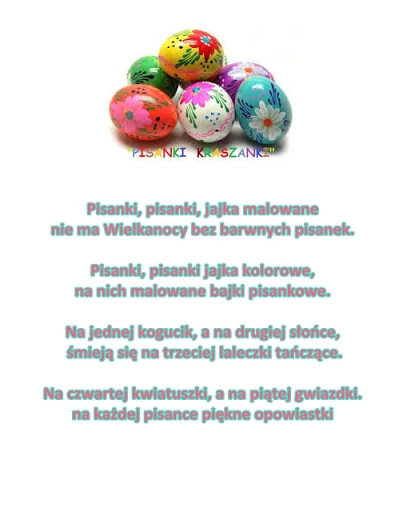 "PISANKI KRASZANKI"
Pisanki, pisanki, jajka malowane
nie ma Wielkanocy bez barwnych pisanek.
Pisanki, pisanki jajka kolorowe,
na nich malowane bajki pisankowe.
Na jednej kogucik, a na drugiej słońce,
śmieją się na trzeciej laleczki tańczące.
Na czwartej kwiatuszki, a na piątej gwiazdki.
na każdej pisance piękne opowiastki